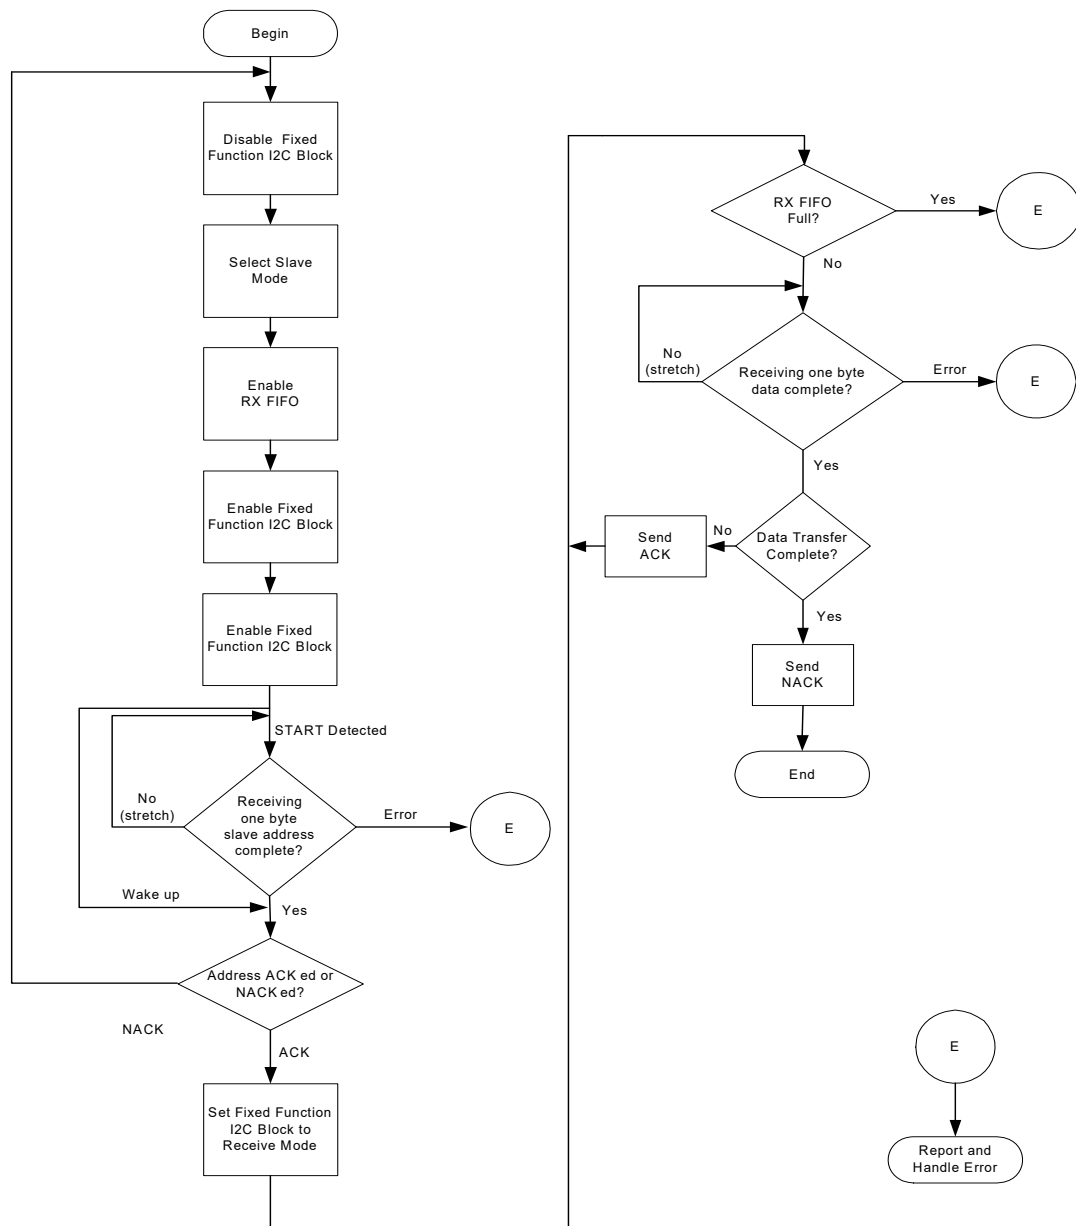 Begin
Disable Fixed
Function I2C Block
Select Slave
Mode
Enable
RX FIFO
Enable Fixed
Function I2C Block
Enable Fixed
Function I2C Block
START Detected
No
(stretch)
Receiving
one byte
slave address
complete?
Error
E
Wake up
Yes
Address ACK ed or
NACK ed?
NACK
ACK
Set Fixed Function
I2C Block to
Receive Mode
RX FIFO
Full?
Yes
E
No
No
(stretch)
Receiving one byte
data complete?
Error
E
Yes
Send
ACK
No
Data Transfer
Complete?
Yes
Send
NACK
End
E
Report and
Handle Error